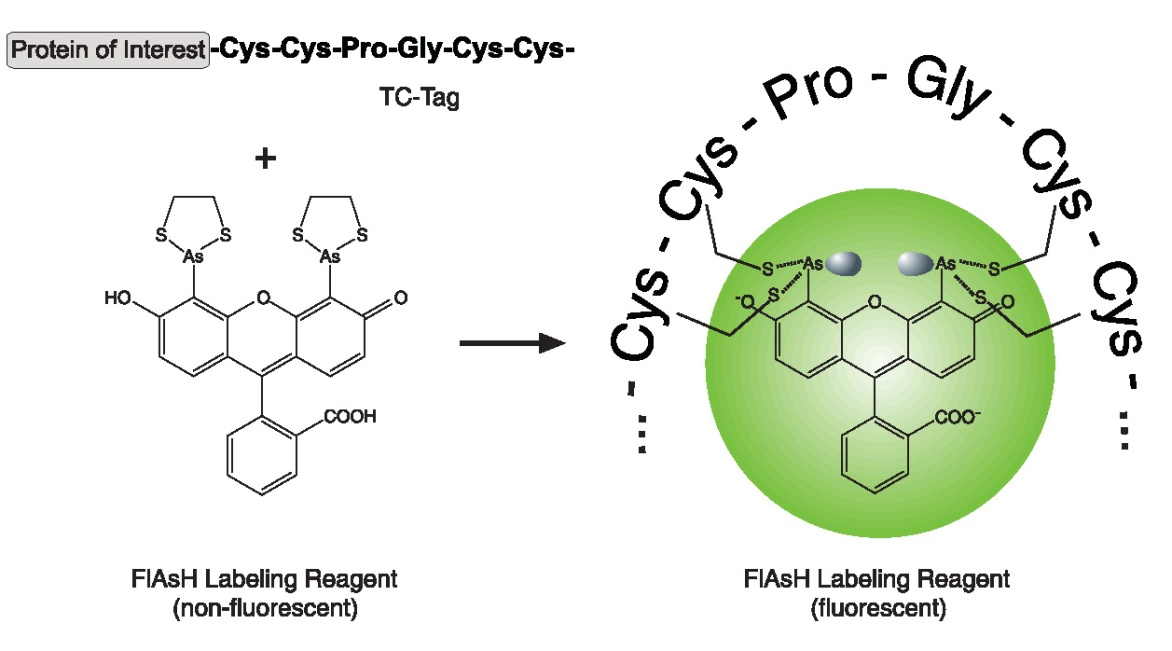 Protein of Interest-Cys-Cys-Pro-Gly-Cys-Cys-
TC-Tag
+
S S
As
S S
As
HO
O
O
COOH
FlAsH Labeling Reagent
(non-fluorescent)
... - Cys - Cys - Pro - Gly - Cys - Cys - ...
S
As
As
S
S
S
⁻O
O
O
COO⁻
FlAsH Labeling Reagent
(fluorescent)